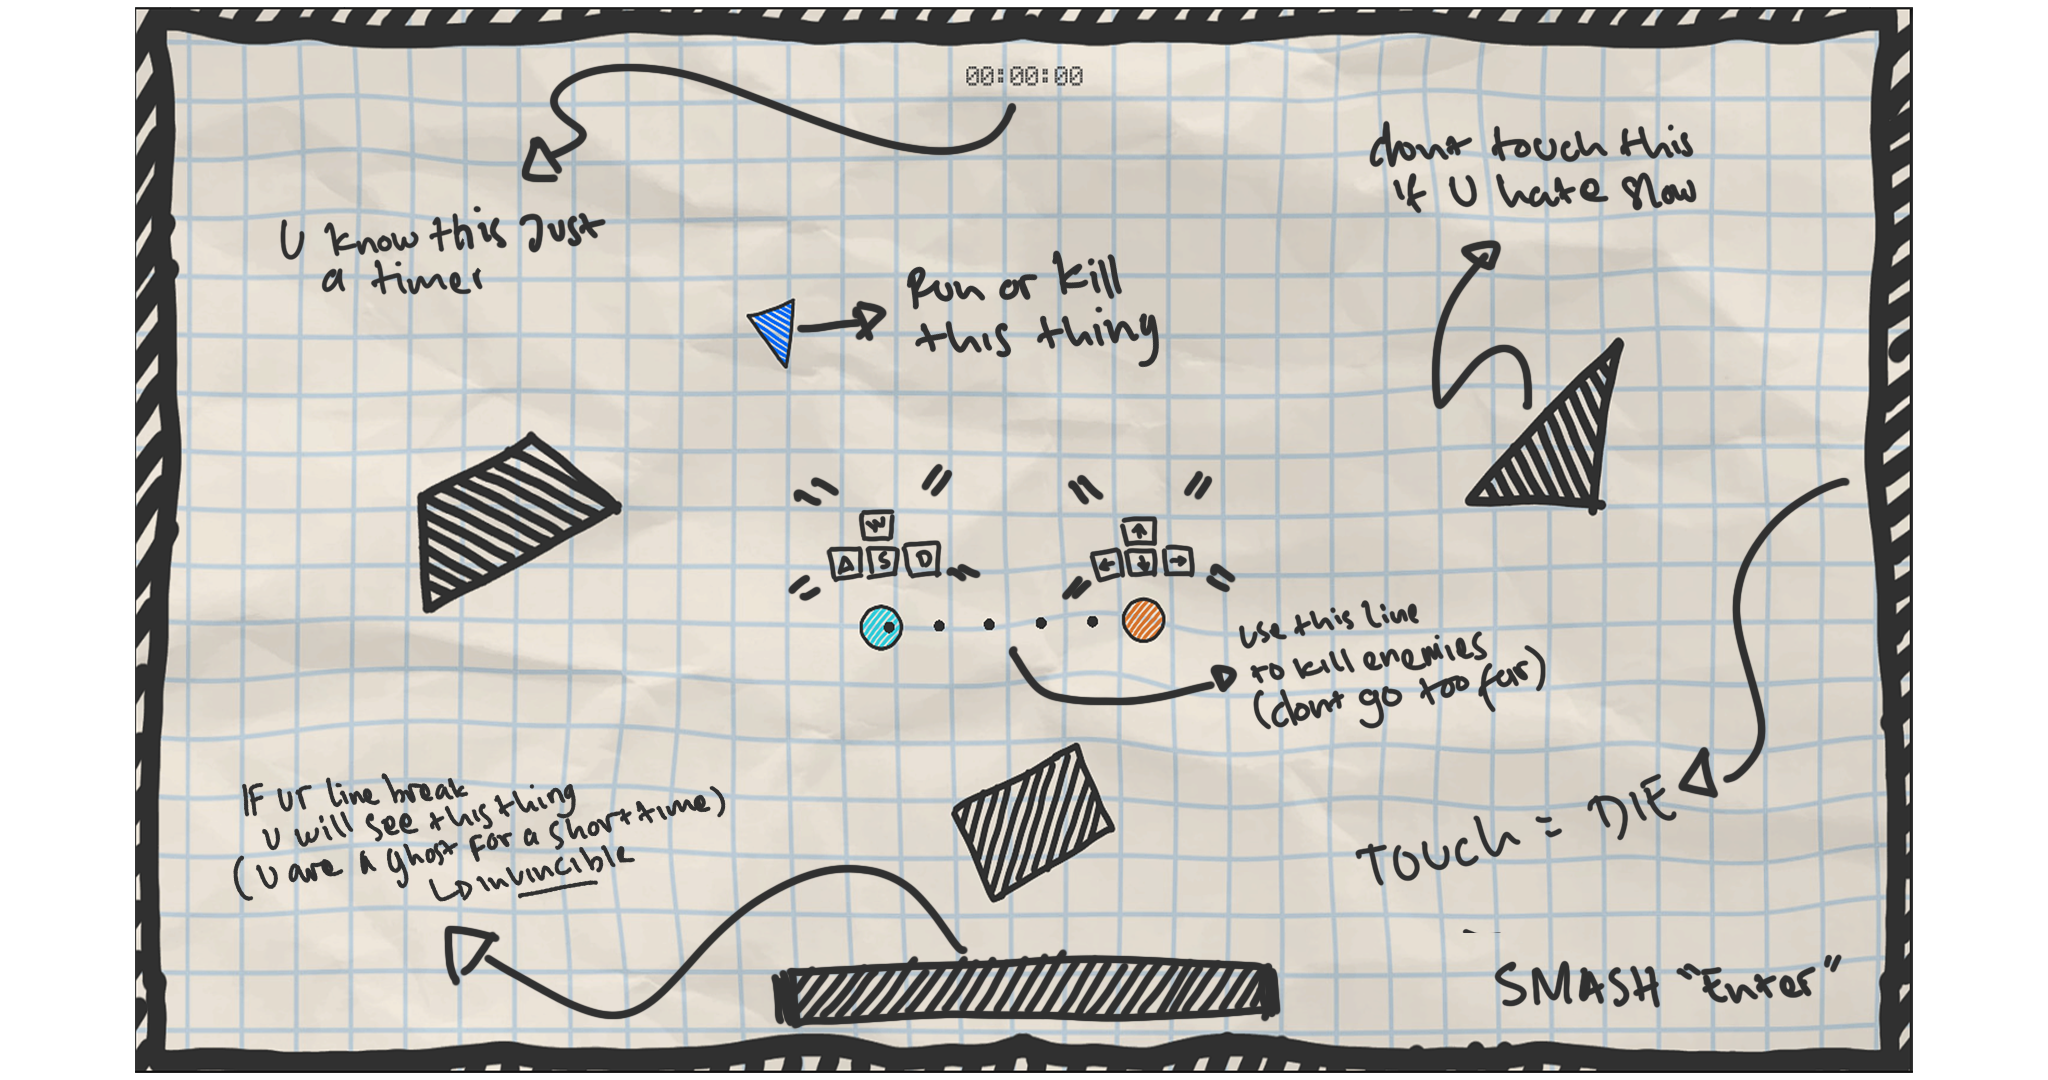 00:00:00
U know this Just
a timer
dont touch this
if U hate slow
Run or kill
this thing
W
A S D
↑
← ↓ →
use this line
to kill enemies
(dont go too far)
IF ur line break
U will see this thing
(U are a ghost for a short time)
↳ invincible
TOUCH = DIE
SMASH "Enter"